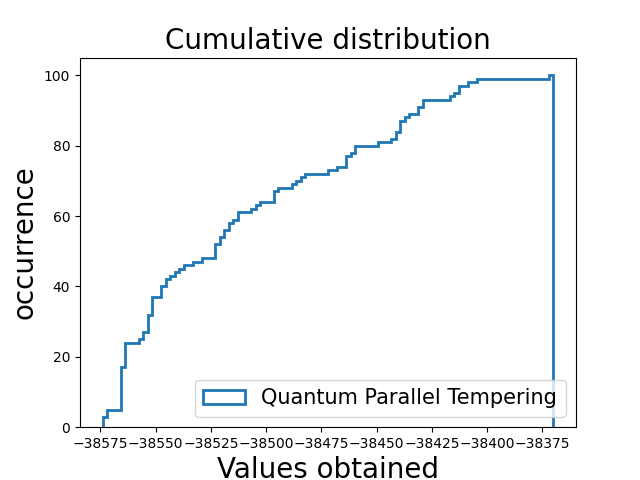 Cumulative distribution
occurrence
100
80
60
40
20
0
−38575 −38550 −38525 −38500 −38475 −38450 −38425 −38400 −38375
Quantum Parallel Tempering
Values obtained